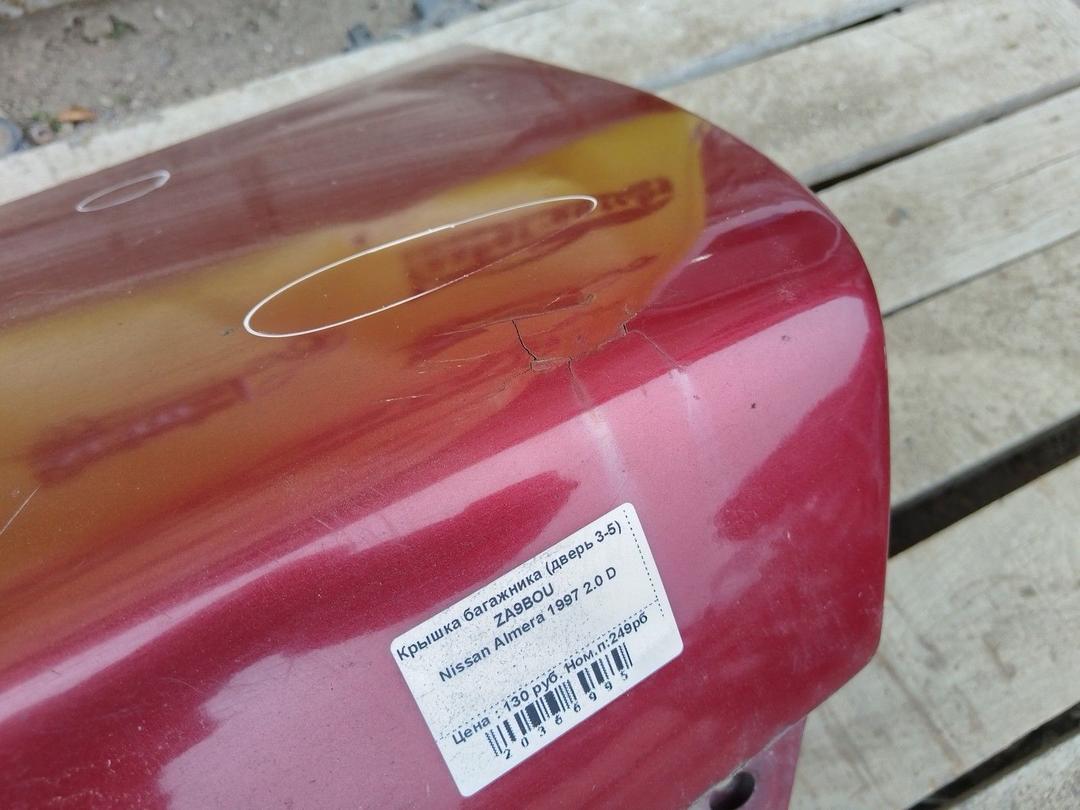 Крышка багажника (дверь 3-5)
ZA9BOU
Nissan Almera 1997 2.0 D
Цена : 130 руб. Ном.п:249рб
20366995